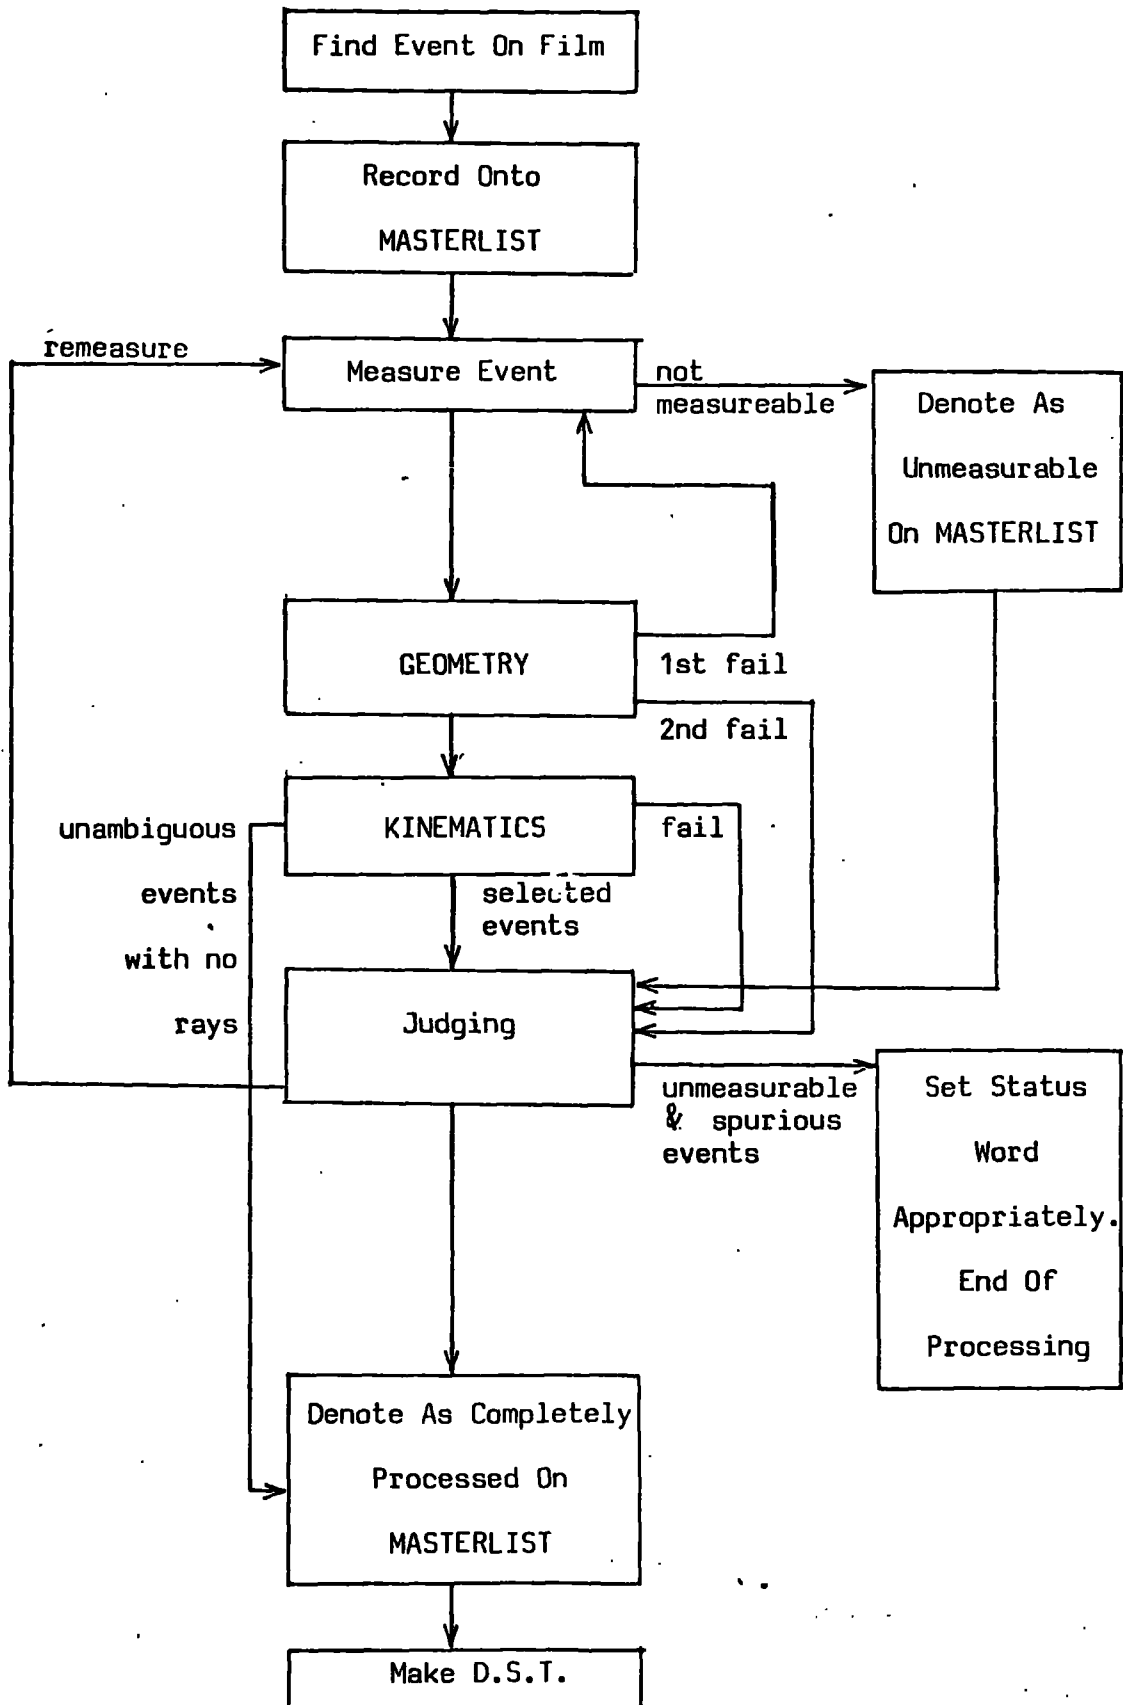 Find Event On Film
Record Onto
MASTERLIST
remeasure
Measure Event
not
measureable
Denote As
Unmeasurable
On MASTERLIST
GEOMETRY
1st fail
2nd fail
unambiguous
events
with no
rays
KINEMATICS
fail
selected
events
Judging
unmeasurable
& spurious
events
Set Status
Word
Appropriately.
End Of
Processing
Denote As Completely
Processed On
MASTERLIST
Make D.S.T.